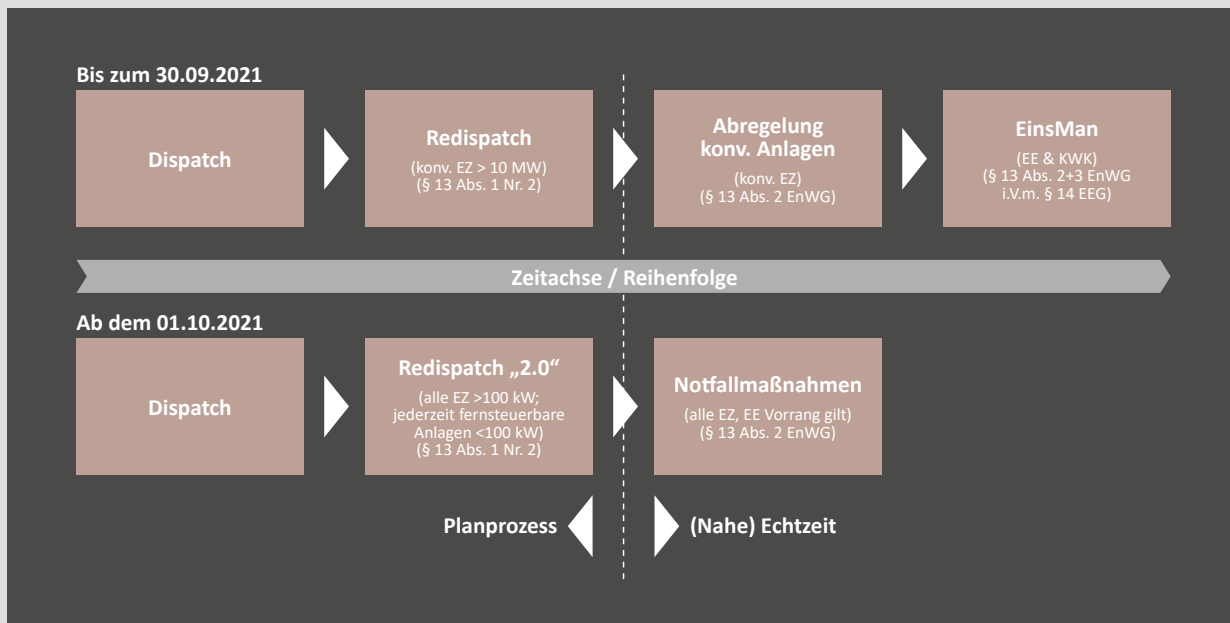 Bis zum 30.09.2021
Dispatch
Redispatch
(konv. EZ > 10 MW)
(§ 13 Abs. 1 Nr. 2)
Abregelung
konv. Anlagen
(konv. EZ)
(§ 13 Abs. 2 EnWG)
EinsMan
(EE & KWK)
(§ 13 Abs. 2+3 EnWG
i.V.m. § 14 EEG)
Zeitachse / Reihenfolge
Ab dem 01.10.2021
Dispatch
Redispatch „2.0“
(alle EZ >100 kW;
jederzeit fernsteuerbare
Anlagen <100 kW)
(§ 13 Abs. 1 Nr. 2)
Notfallmaßnahmen
(alle EZ, EE Vorrang gilt)
(§ 13 Abs. 2 EnWG)
Planprozess
(Nahe) Echtzeit